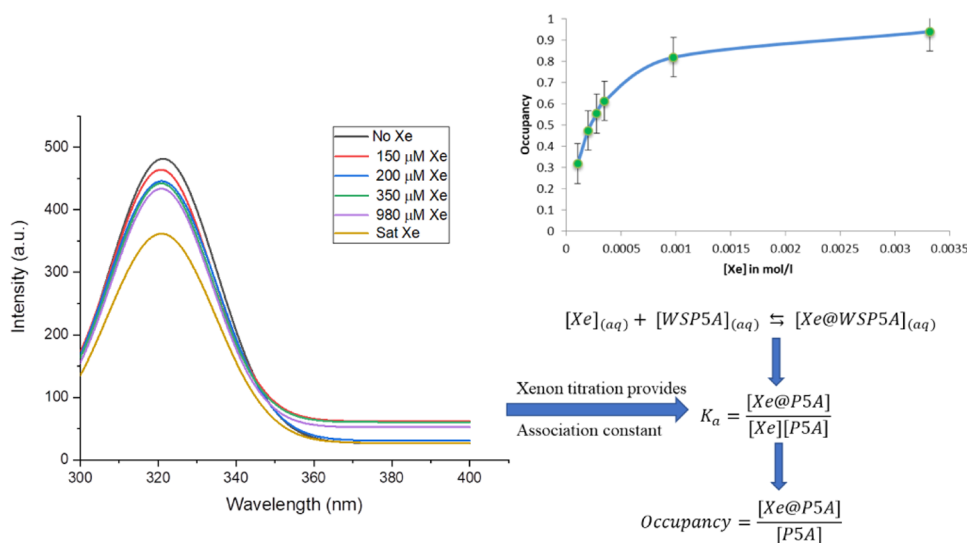 500
400
300
200
100
0
Intensity (a.u.)
300
320
340
360
380
400
Wavelength (nm)
No Xe
150 μM Xe
200 μM Xe
350 μM Xe
980 μM Xe
Sat Xe
1
0.9
0.8
0.7
0.6
0.5
0.4
0.3
0.2
0.1
0
Occupancy
0
0.0005
0.001
0.0015
0.002
0.0025
0.003
0.0035
[Xe] in mol/l
[Xe](aq) + [WSP5A](aq) ⇆ [Xe@WSP5A](aq)
Xenon titration provides
Association constant
Ka = [Xe@P5A] / [Xe][P5A]
Occupancy = [Xe@P5A] / [P5A]